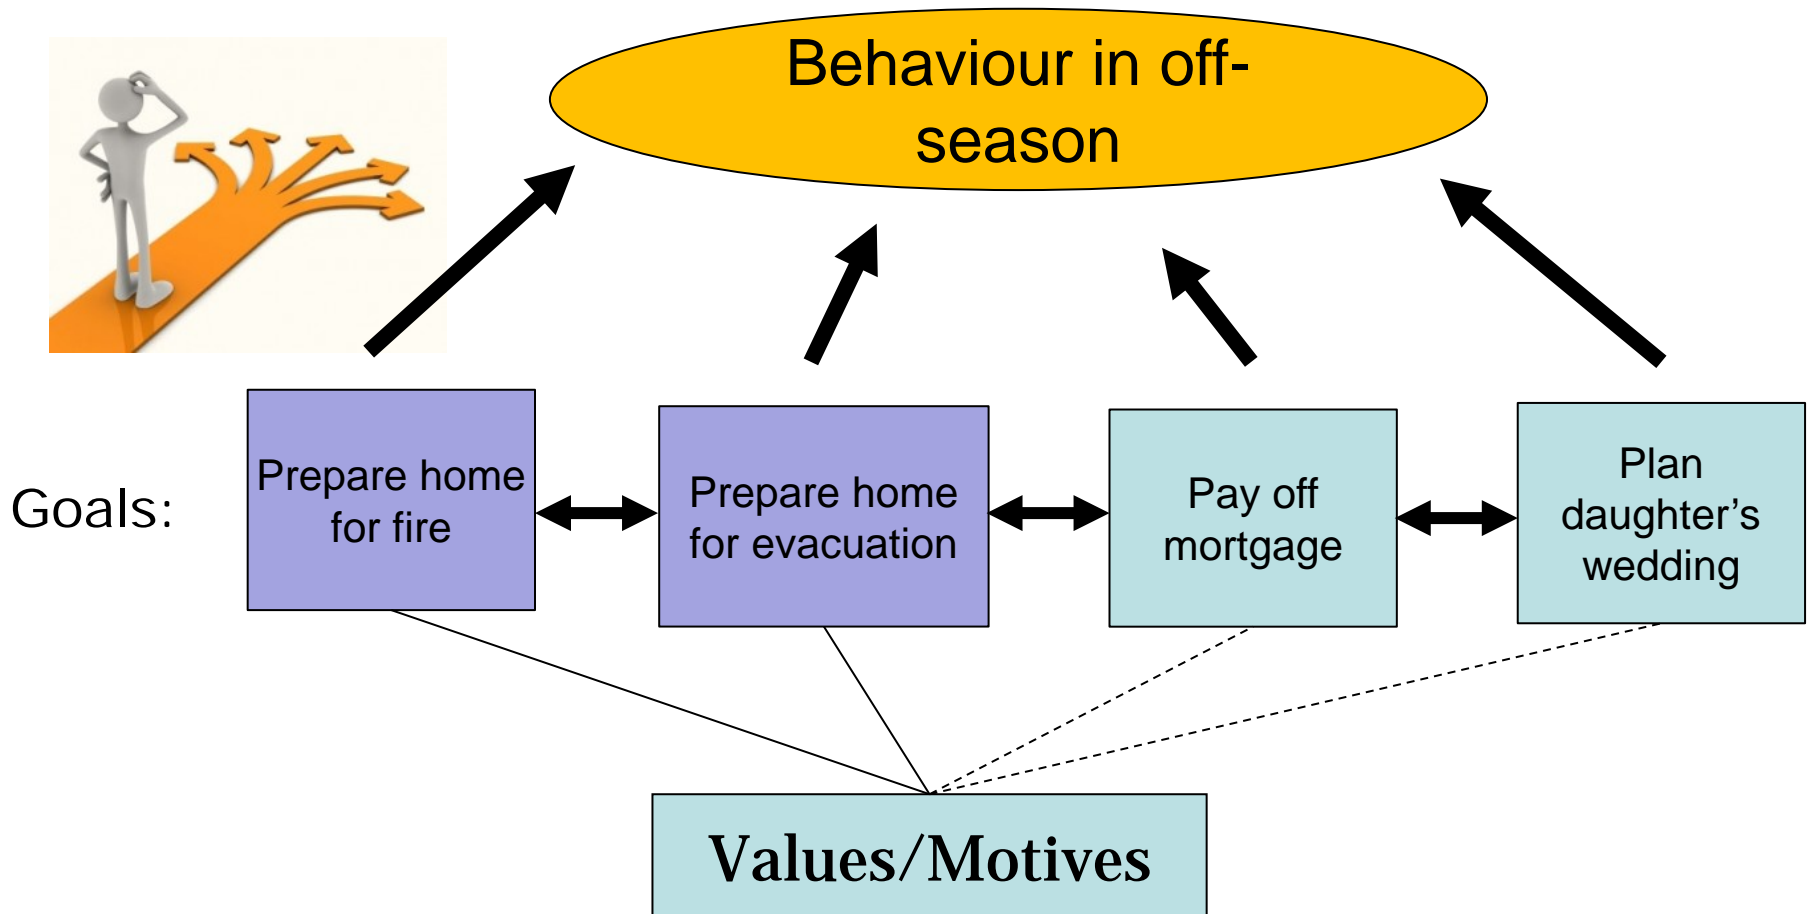 Behaviour in off-
season
Goals:
Prepare home
for fire
Prepare home
for evacuation
Pay off
mortgage
Plan
daughter’s
wedding
Values/Motives